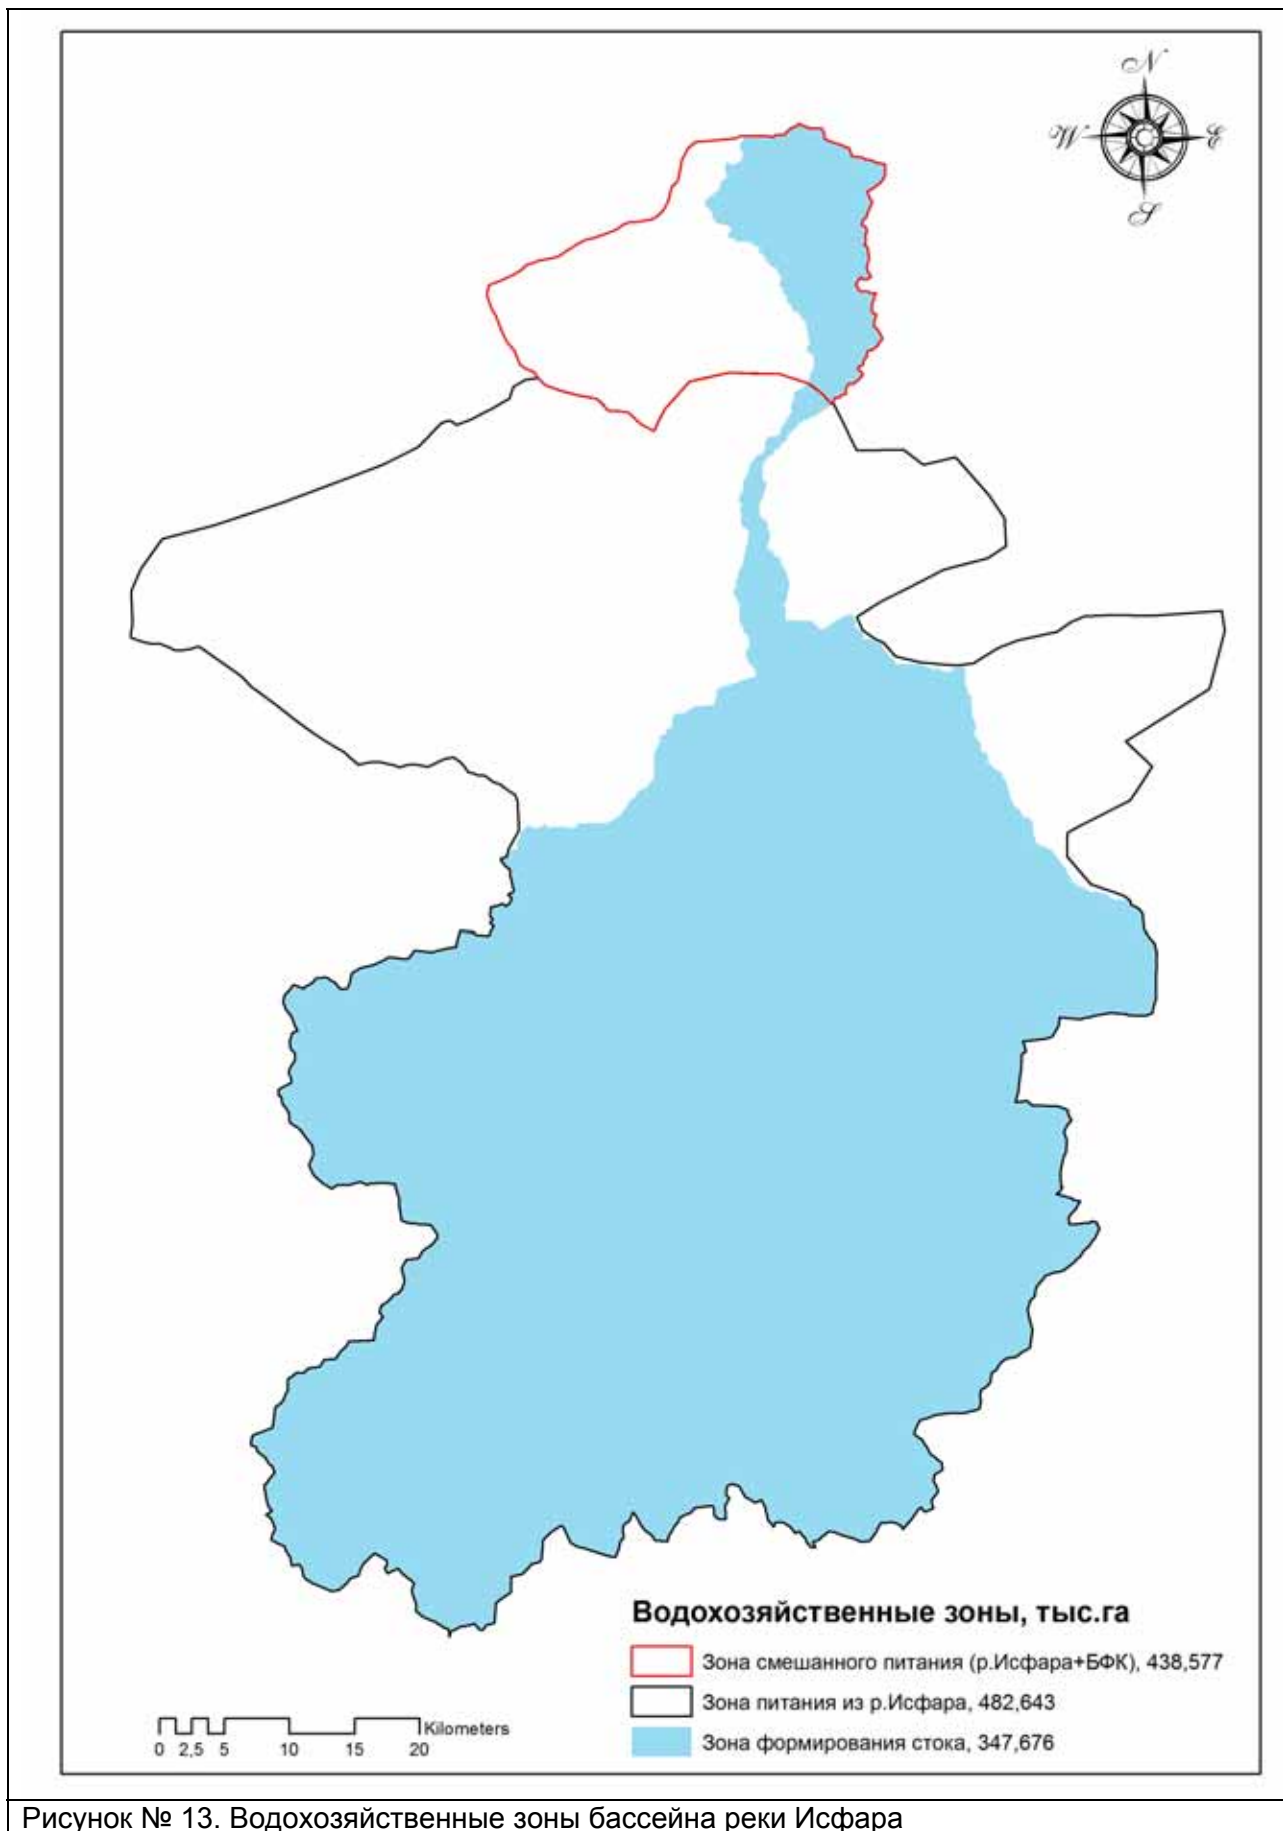 N
W E
S
Водохозяйственные зоны, тыс.га
Зона смешанного питания (р.Исфара+БФК), 438,577
Зона питания из р.Исфара, 482,643
Зона формирования стока, 347,676
Kilometers
0 2,5 5 10 15 20
Рисунок № 13. Водохозяйственные зоны бассейна реки Исфара